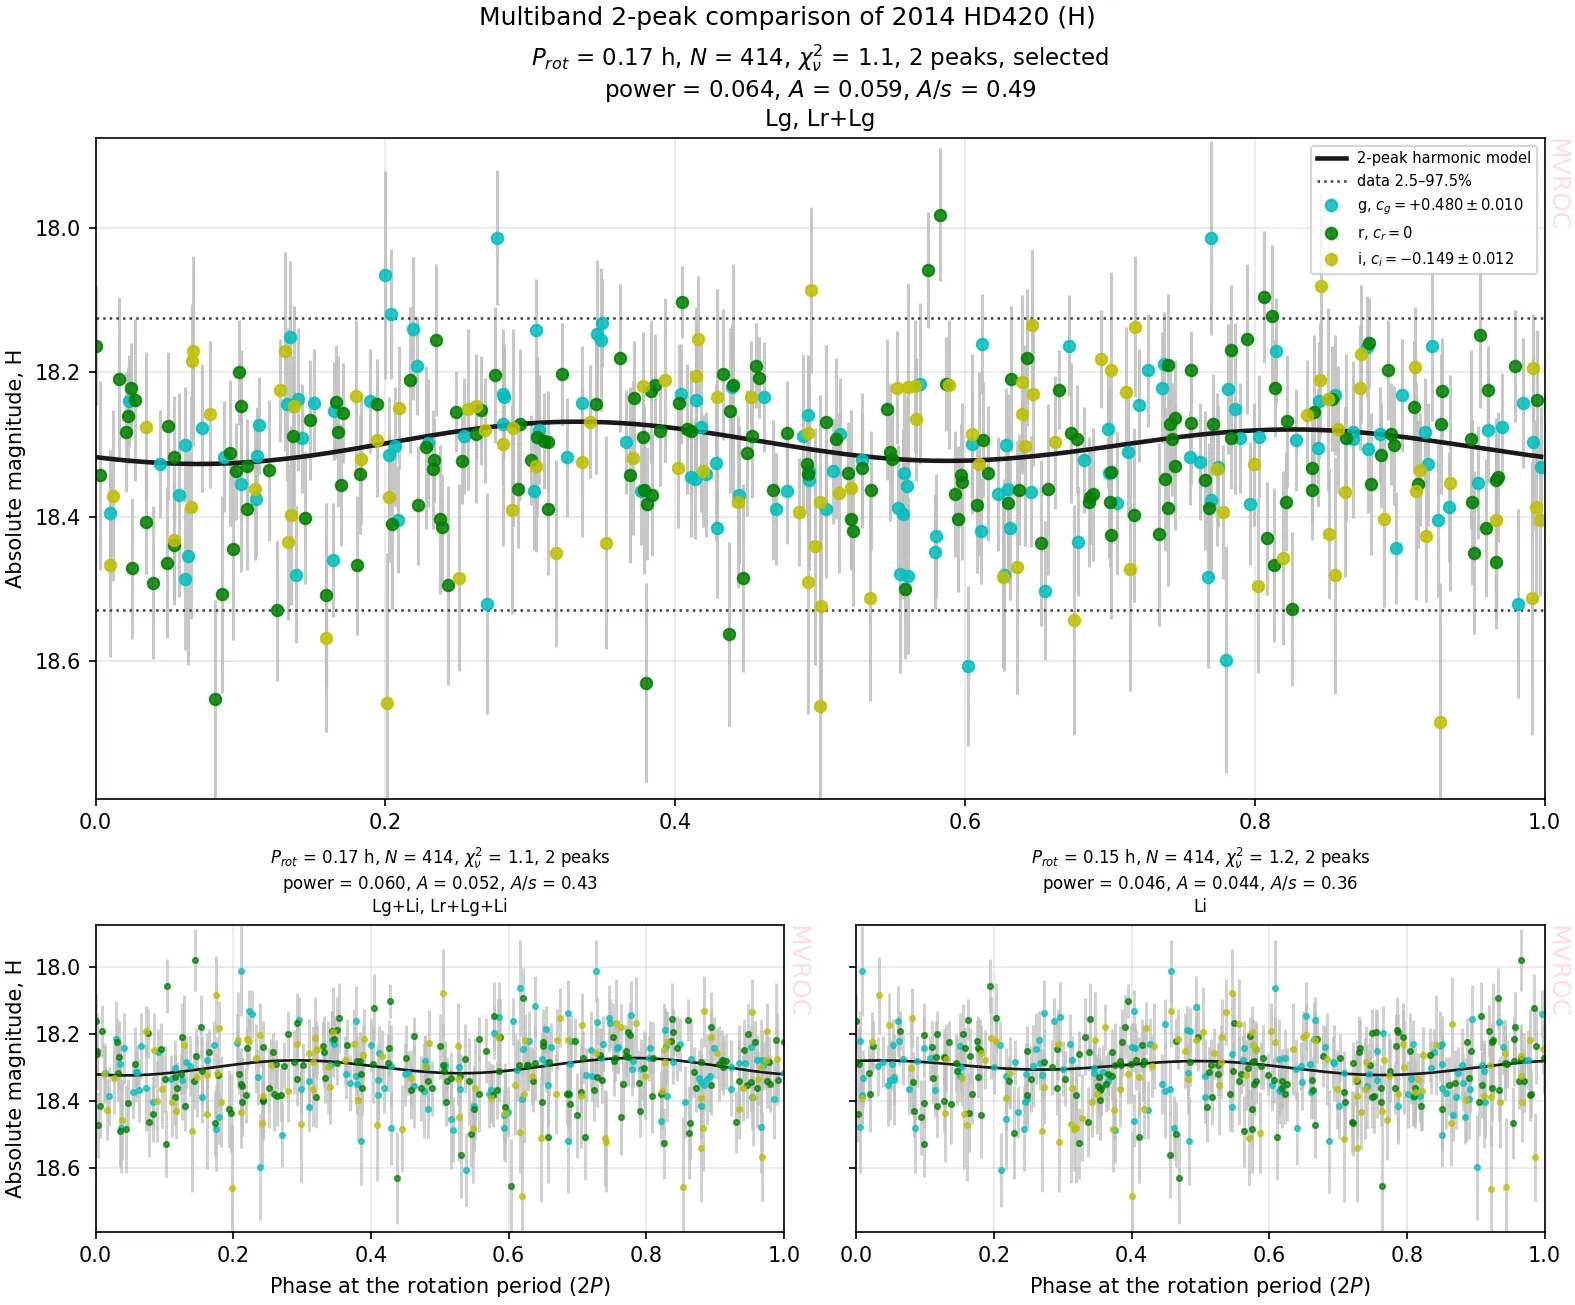 Multiband 2-peak comparison of 2014 HD420 (H)
P_rot = 0.17 h, N = 414, χ²_ν = 1.1, 2 peaks, selected
power = 0.064, A = 0.059, A/s = 0.49
Lg, Lr+Lg
2-peak harmonic model
data 2.5–97.5%
g, c_g = +0.480 ± 0.010
r, c_r = 0
i, c_i = −0.149 ± 0.012
MVROC
Absolute magnitude, H
18.0
18.2
18.4
18.6
0.0 0.2 0.4 0.6 0.8 1.0
P_rot = 0.17 h, N = 414, χ²_ν = 1.1, 2 peaks
power = 0.060, A = 0.052, A/s = 0.43
Lg+Li, Lr+Lg+Li
MVROC
Absolute magnitude, H
18.0
18.2
18.4
18.6
0.0 0.2 0.4 0.6 0.8 1.0
Phase at the rotation period (2P)
P_rot = 0.15 h, N = 414, χ²_ν = 1.2, 2 peaks
power = 0.046, A = 0.044, A/s = 0.36
Li
MVROC
0.0 0.2 0.4 0.6 0.8 1.0
Phase at the rotation period (2P)